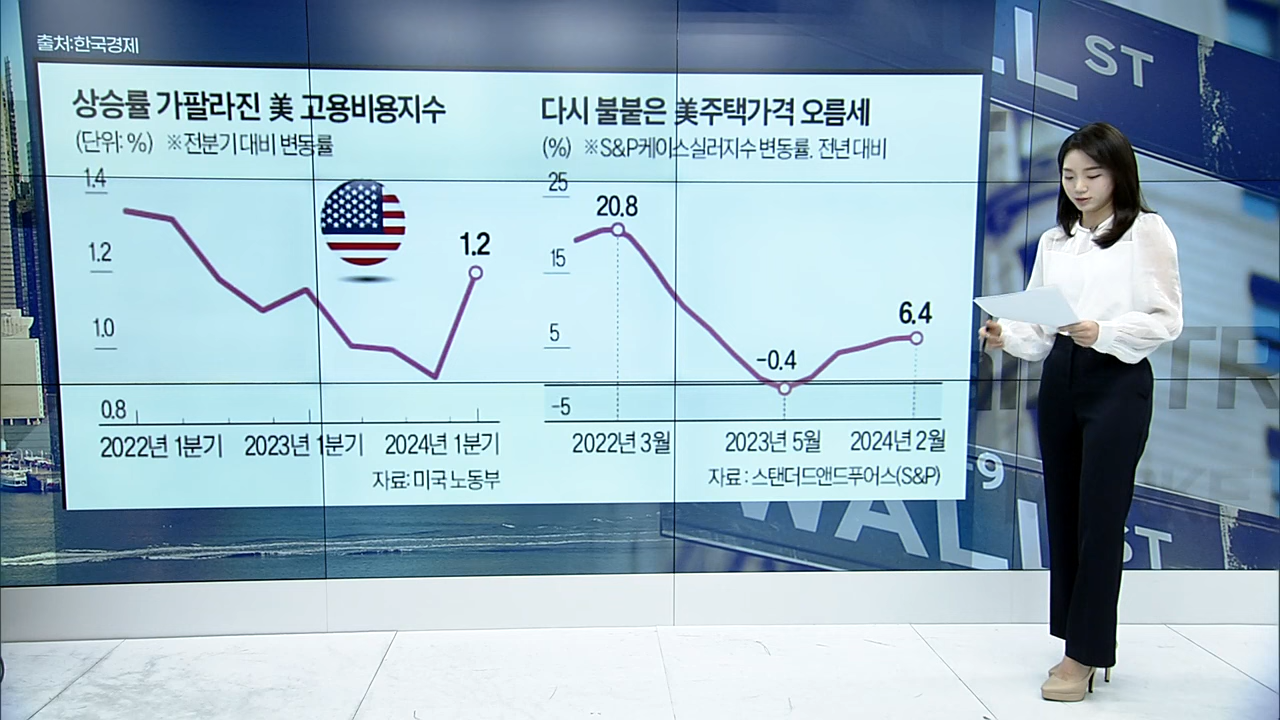 출처:한국경제
상승률 가팔라진 美 고용비용지수
(단위: %) ※전분기 대비 변동률
1.4
1.2
1.0
0.8
1.2
2022년 1분기 2023년 1분기 2024년 1분기
자료: 미국 노동부
다시 불붙은 美주택가격 오름세
(%) ※S&P케이스실러지수 변동률. 전년 대비
25
15
5
-5
20.8
-0.4
6.4
2022년 3월 2023년 5월 2024년 2월
자료 : 스탠더드앤드푸어스(S&P)
LL ST
TR
9
WALL ST